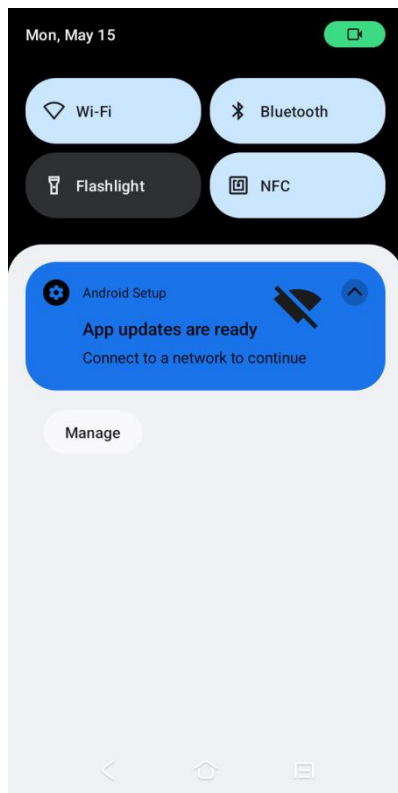 Mon, May 15
Wi-Fi
Bluetooth
Flashlight
NFC
Android Setup
App updates are ready
Connect to a network to continue
Manage